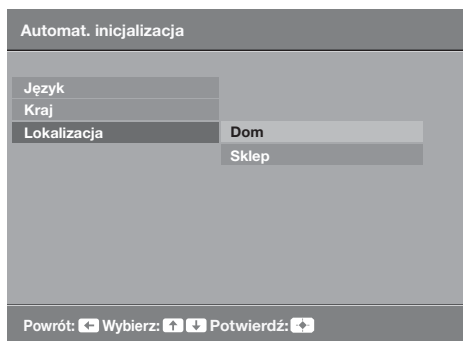 Automat. inicjalizacja
Język
Kraj
Lokalizacja
Dom
Sklep
Powrót: Wybierz: Potwierdź: